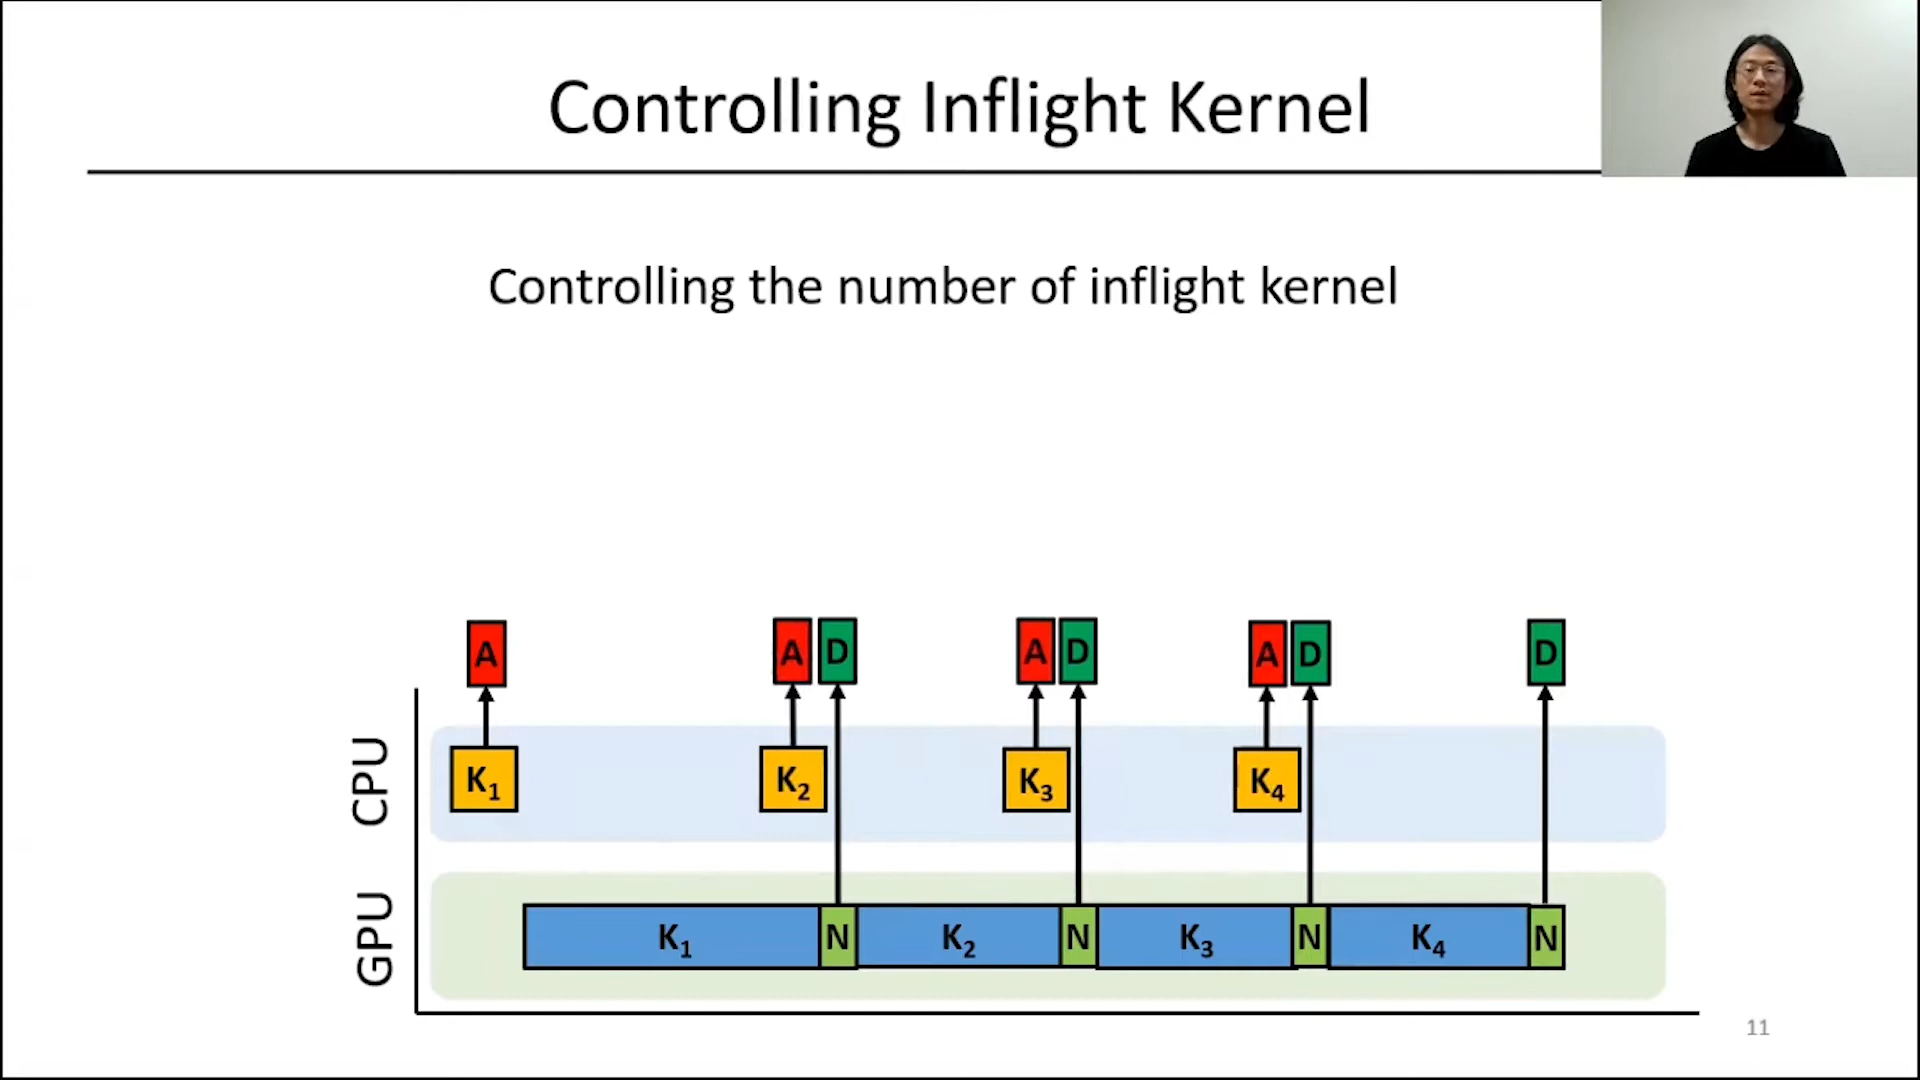 Controlling Inflight Kernel
Controlling the number of inflight kernel
A A D A D A D D
CPU
K1 K2 K3 K4
GPU
K1 N K2 N K3 N K4 N
11